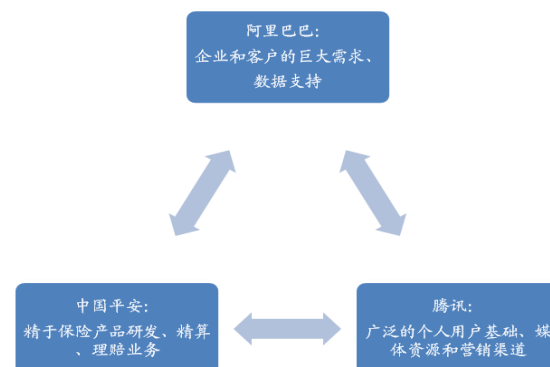 阿里巴巴:
企业和客户的巨大需求、
数据支持
中国平安:
精于保险产品研发、精算
、理赔业务
腾讯:
广泛的个人用户基础、媒
体资源和营销渠道